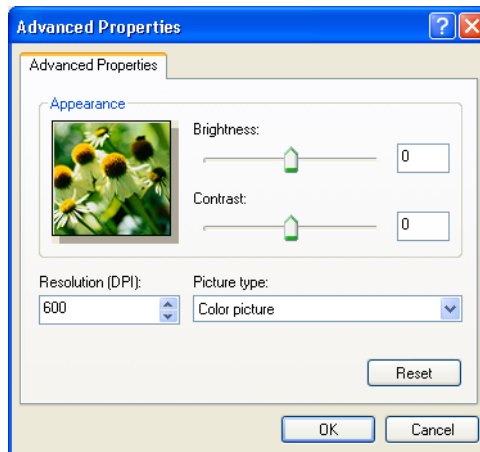 Advanced Properties
Advanced Properties
Appearance
Brightness:
0
Contrast:
0
Resolution (DPI): Picture type:
600 Color picture
Reset
OK Cancel